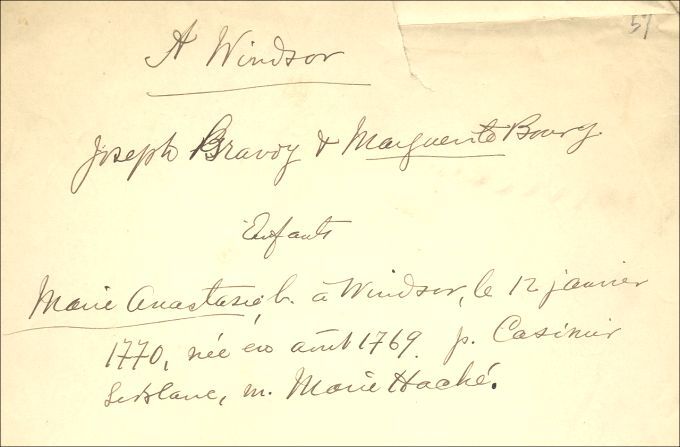 57
A Windsor
Joseph Bravoy & Marguerite Bourg
Enfants
Marie Anastasie, b. à Windsor, le 12 janvier
1770, née en août 1769. p. Casimir
LeBlanc, m. Marie Haché.